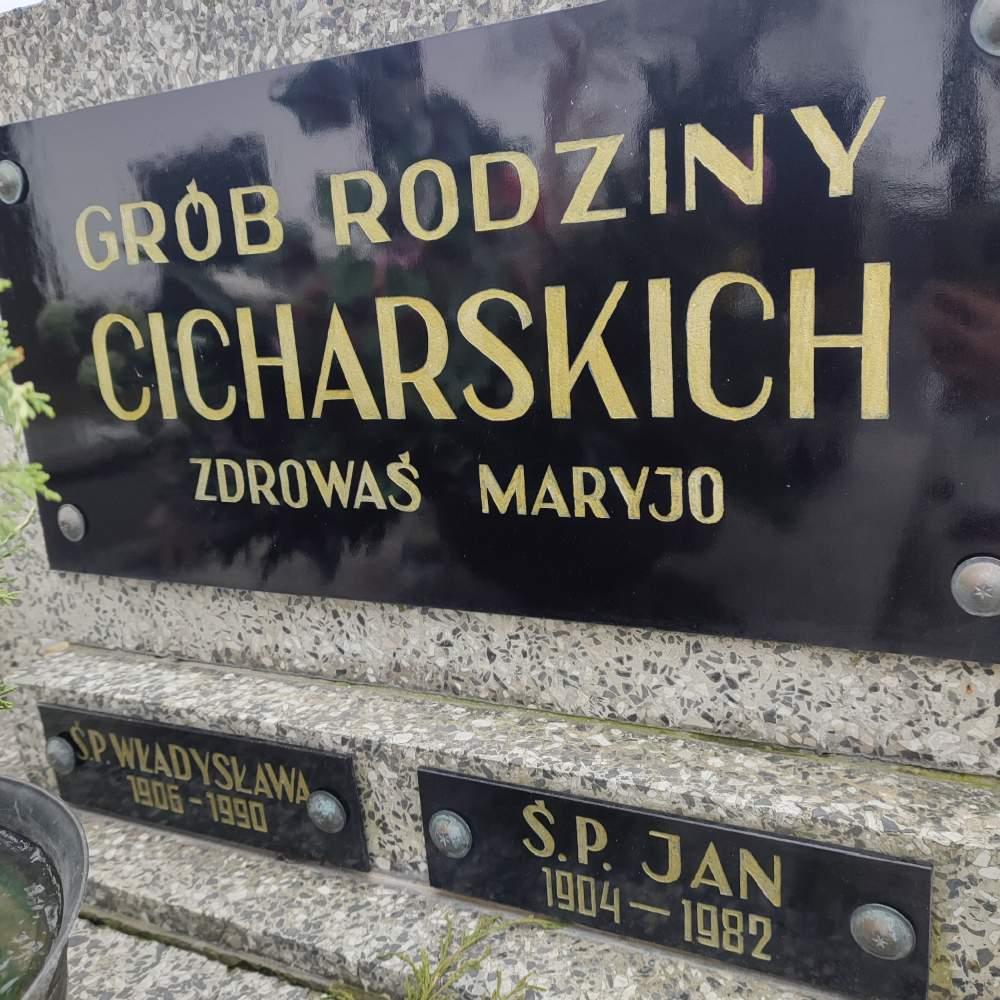 GRÓB RODZINY
CICHARSKICH
ZDROWAŚ MARYJO
Ś.P. WŁADYSŁAWA
1906 – 1990
Ś.P. JAN
1904 – 1982